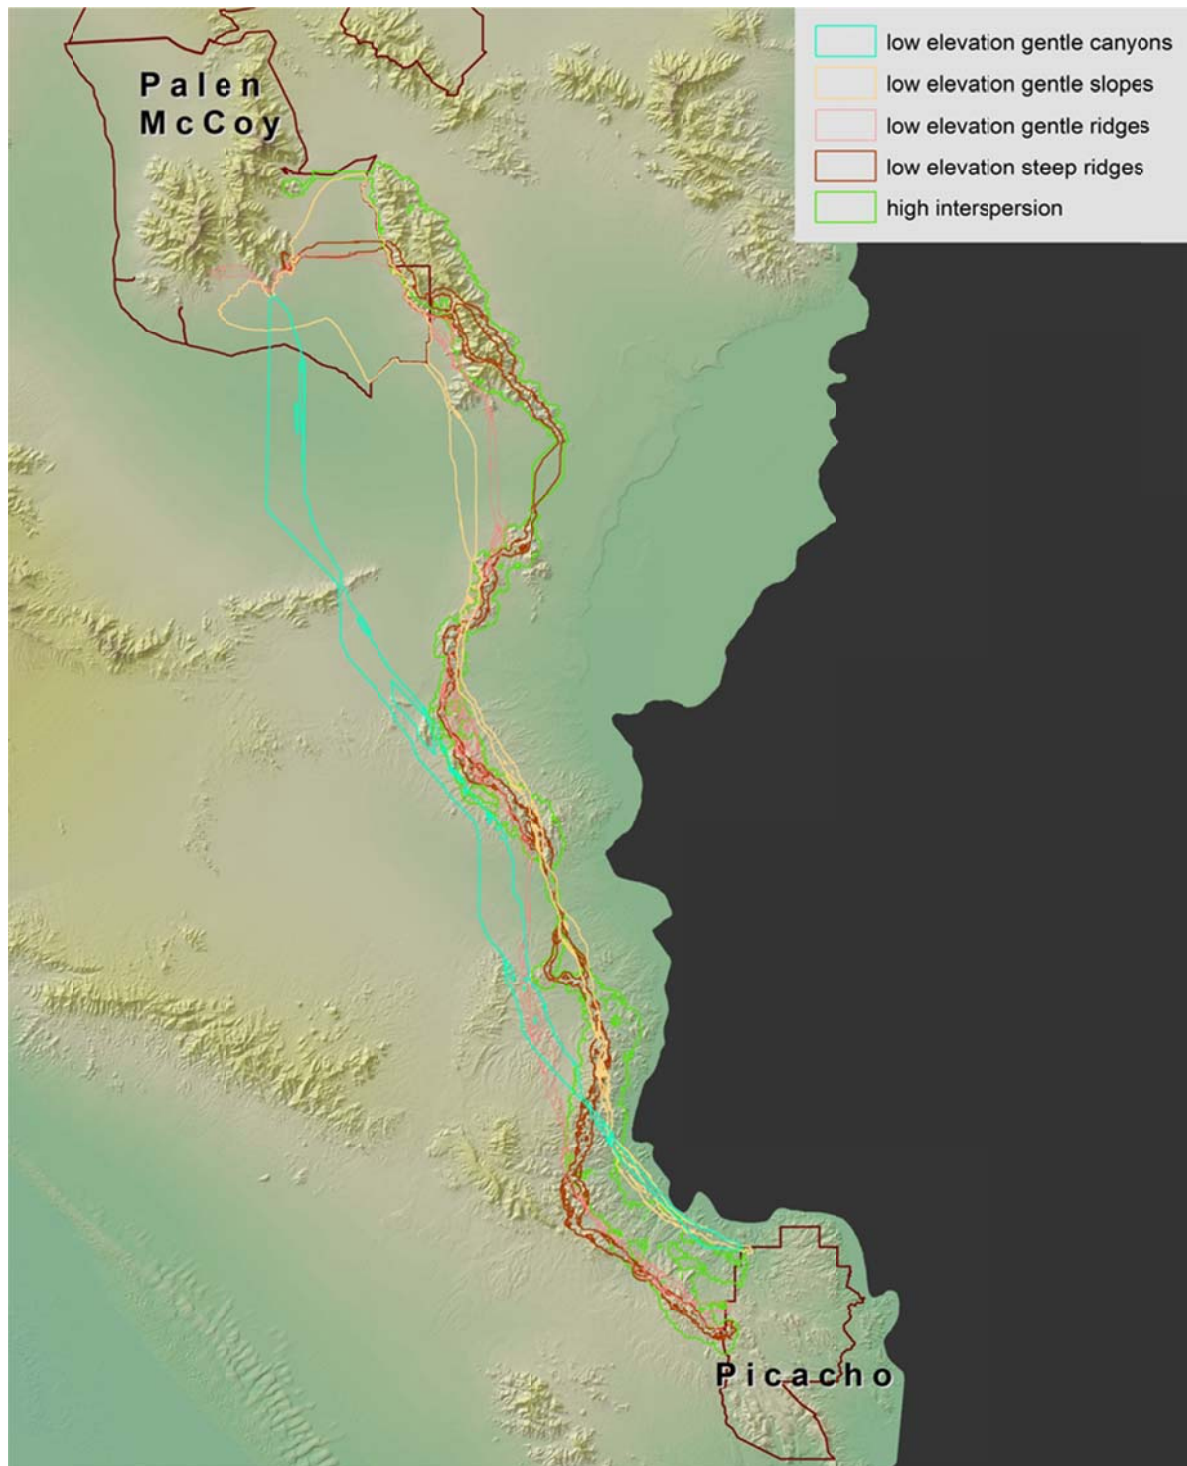 Palen
McCoy
low elevation gentle canyons
low elevation gentle slopes
low elevation gentle ridges
low elevation steep ridges
high interspersion
Picacho